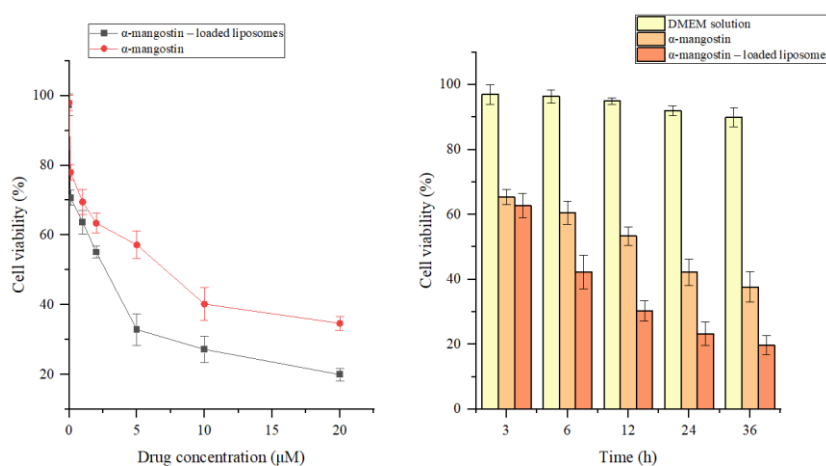 α-mangostin – loaded liposomes
α-mangostin
100
80
60
40
20
0
5
10
15
20
Cell viability (%)
Drug concentration (μM)
DMEM solution
α-mangostin
α-mangostin – loaded liposomes
100
80
60
40
20
0
3
6
12
24
36
Cell viability (%)
Time (h)